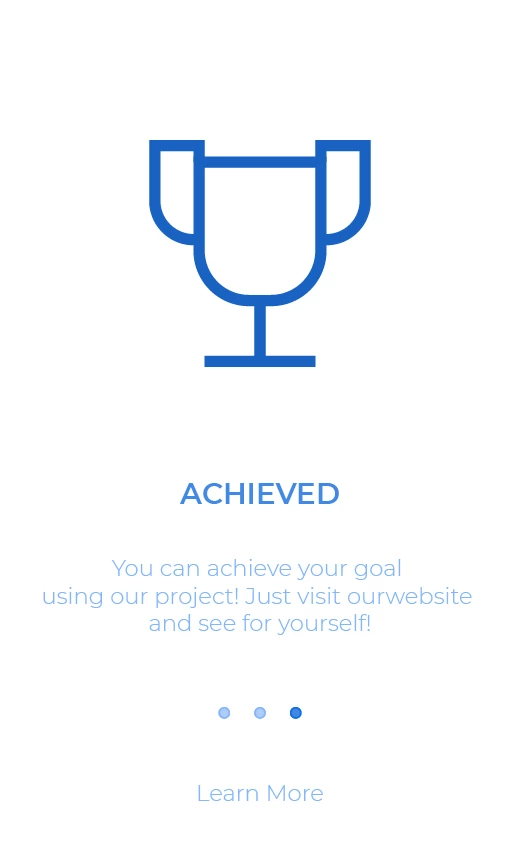 ACHIEVED
You can achieve your goal
using our project! Just visit ourwebsite
and see for yourself!
Learn More